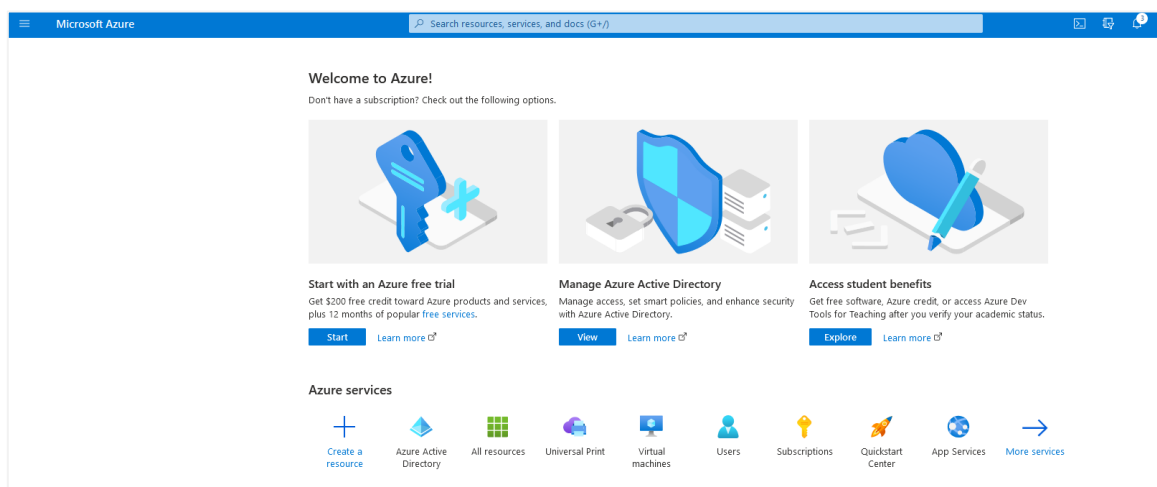 Microsoft Azure
Search resources, services, and docs (G+/)
3
Welcome to Azure!
Don't have a subscription? Check out the following options.
Start with an Azure free trial
Get $200 free credit toward Azure products and services,
plus 12 months of popular free services.
Start Learn more
Manage Azure Active Directory
Manage access, set smart policies, and enhance security
with Azure Active Directory.
View Learn more
Access student benefits
Get free software, Azure credit, or access Azure Dev
Tools for Teaching after you verify your academic status.
Explore Learn more
Azure services
Create a
resource
Azure Active
Directory
All resources
Universal Print
Virtual
machines
Users
Subscriptions
Quickstart
Center
App Services
More services